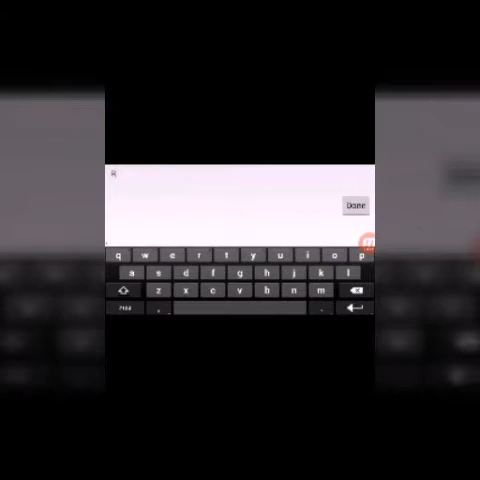 R
Done
q w e r t y u i o p
a s d f g h j k l
z x c v b n m
?123 , .